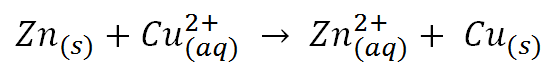 Zn(s) + Cu²⁺(aq) → Zn²⁺(aq) + Cu(s)